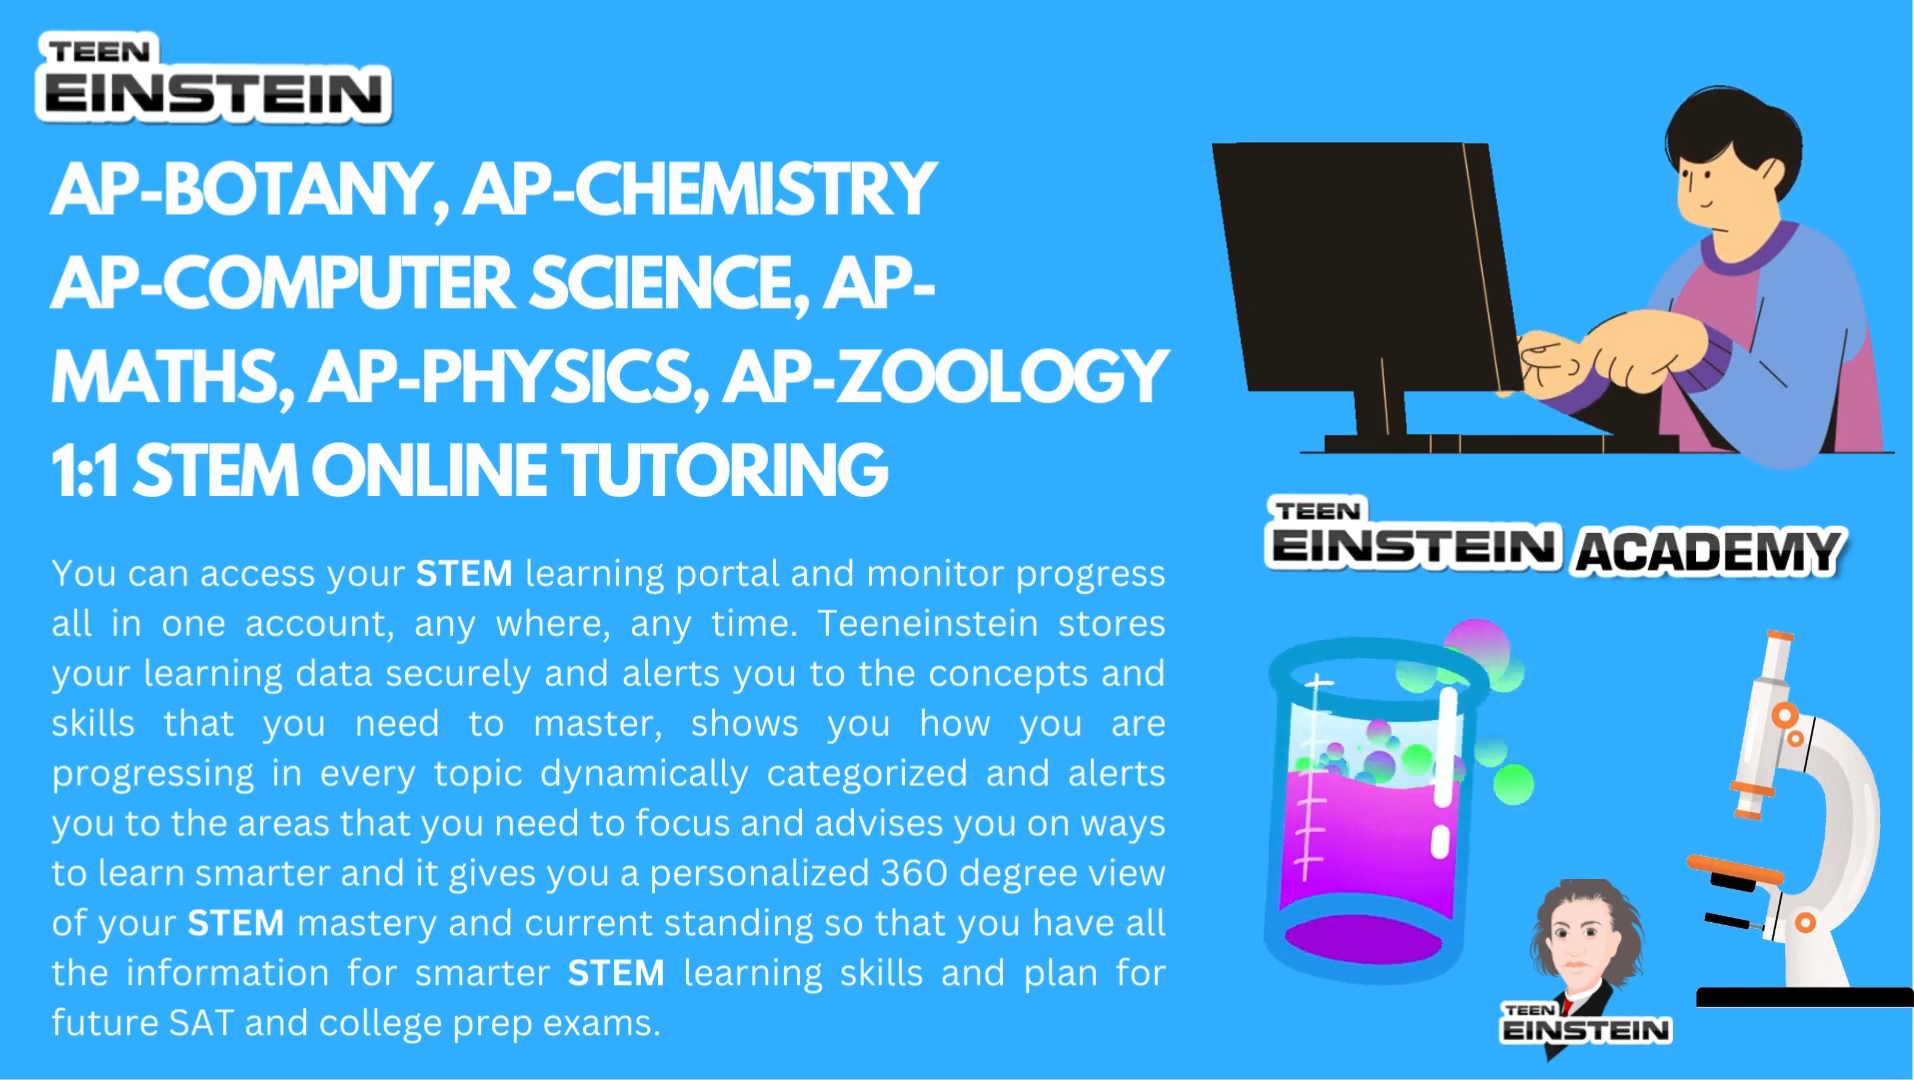 TEEN
EINSTEIN
AP-BOTANY, AP-CHEMISTRY
AP-COMPUTER SCIENCE, AP-
MATHS, AP-PHYSICS, AP-ZOOLOGY
1:1 STEM ONLINE TUTORING
You can access your STEM learning portal and monitor progress
all in one account, any where, any time. Teeneinstein stores
your learning data securely and alerts you to the concepts and
skills that you need to master, shows you how you are
progressing in every topic dynamically categorized and alerts
you to the areas that you need to focus and advises you on ways
to learn smarter and it gives you a personalized 360 degree view
of your STEM mastery and current standing so that you have all
the information for smarter STEM learning skills and plan for
future SAT and college prep exams.
TEEN
EINSTEIN ACADEMY
TEEN
EINSTEIN